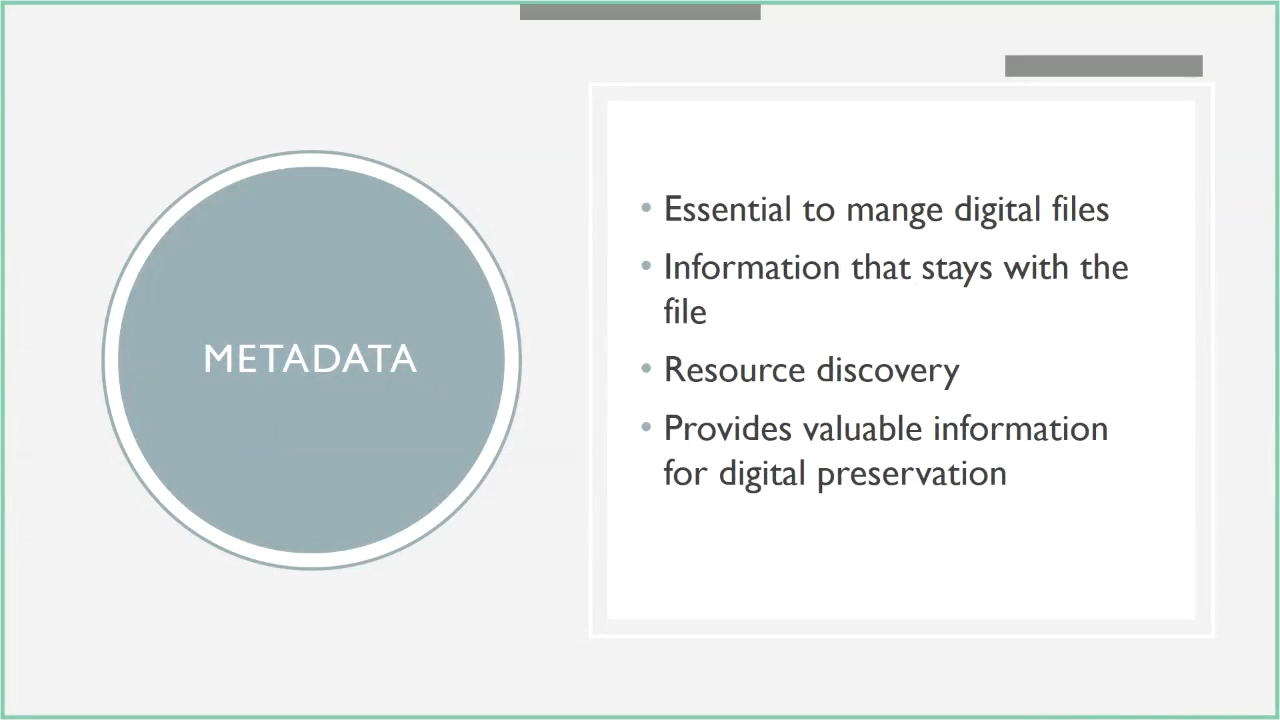 METADATA
• Essential to mange digital files
• Information that stays with the
file
• Resource discovery
• Provides valuable information
for digital preservation